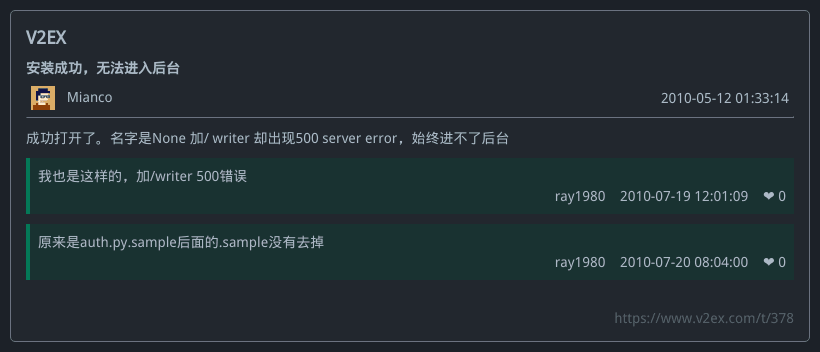 V2EX
安装成功，无法进入后台
Mianco
2010-05-12 01:33:14
成功打开了。名字是None 加/ writer 却出现500 server error，始终进不了后台
我也是这样的，加/writer 500错误
ray1980 2010-07-19 12:01:09 ❤ 0
原来是auth.py.sample后面的.sample没有去掉
ray1980 2010-07-20 08:04:00 ❤ 0
https://www.v2ex.com/t/378